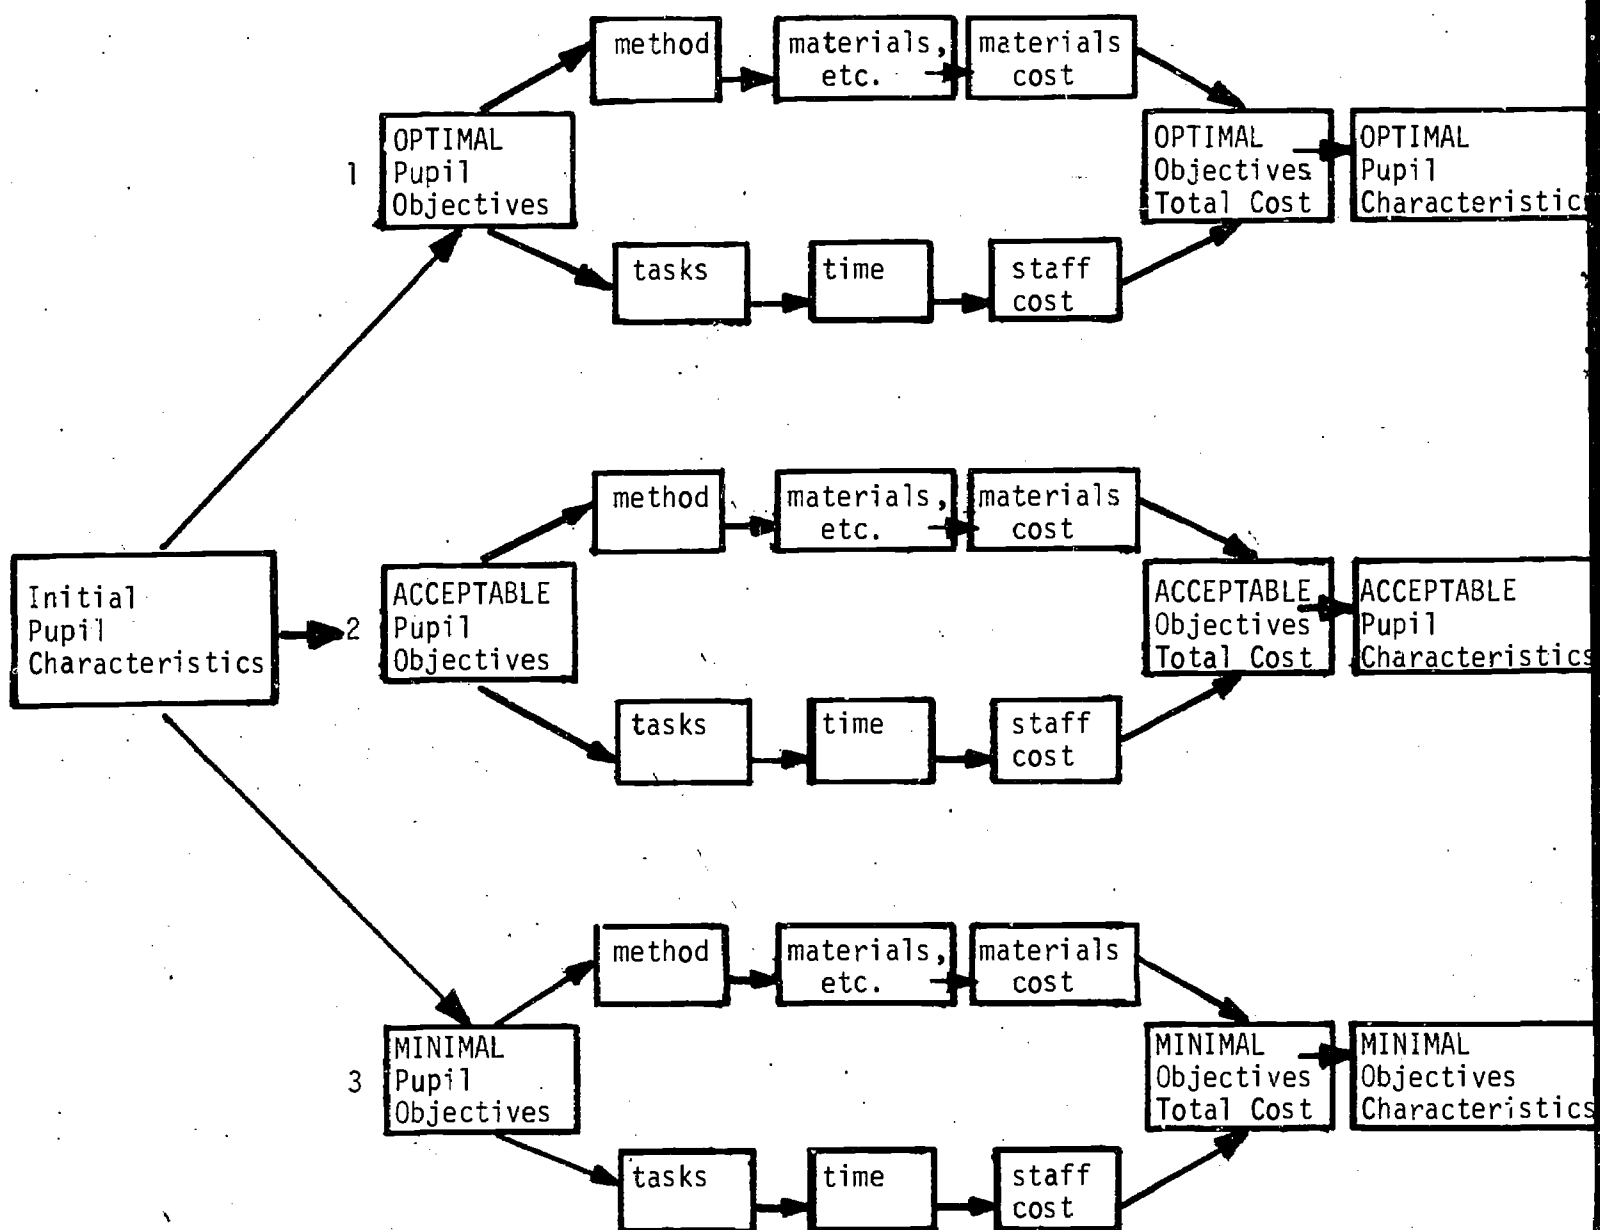 method
materials,
etc.
materials
cost
1
OPTIMAL
Pupil
Objectives
OPTIMAL
Objectives
Total Cost
OPTIMAL
Pupil
Characteristic
tasks
time
staff
cost
Initial
Pupil
Characteristics
2
method
materials,
etc.
materials
cost
ACCEPTABLE
Pupil
Objectives
ACCEPTABLE
Objectives
Total Cost
ACCEPTABLE
Pupil
Characteristics
tasks
time
staff
cost
method
materials,
etc.
materials
cost
3
MINIMAL
Pupil
Objectives
MINIMAL
Objectives
Total Cost
MINIMAL
Objectives
Characteristics
tasks
time
staff
cost